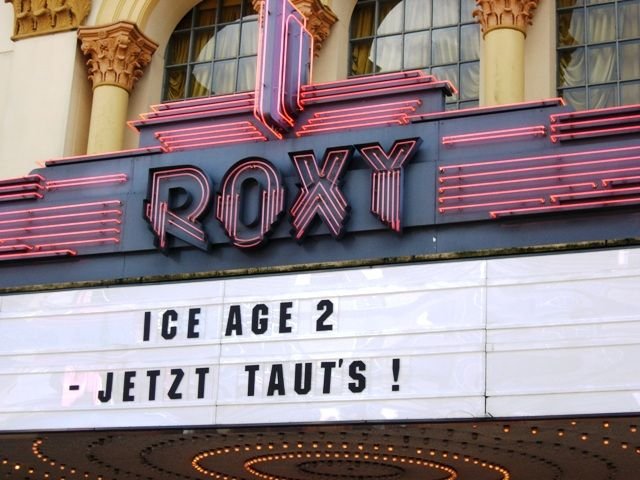 ROXY
ICE AGE 2
- JETZT TAUT'S !